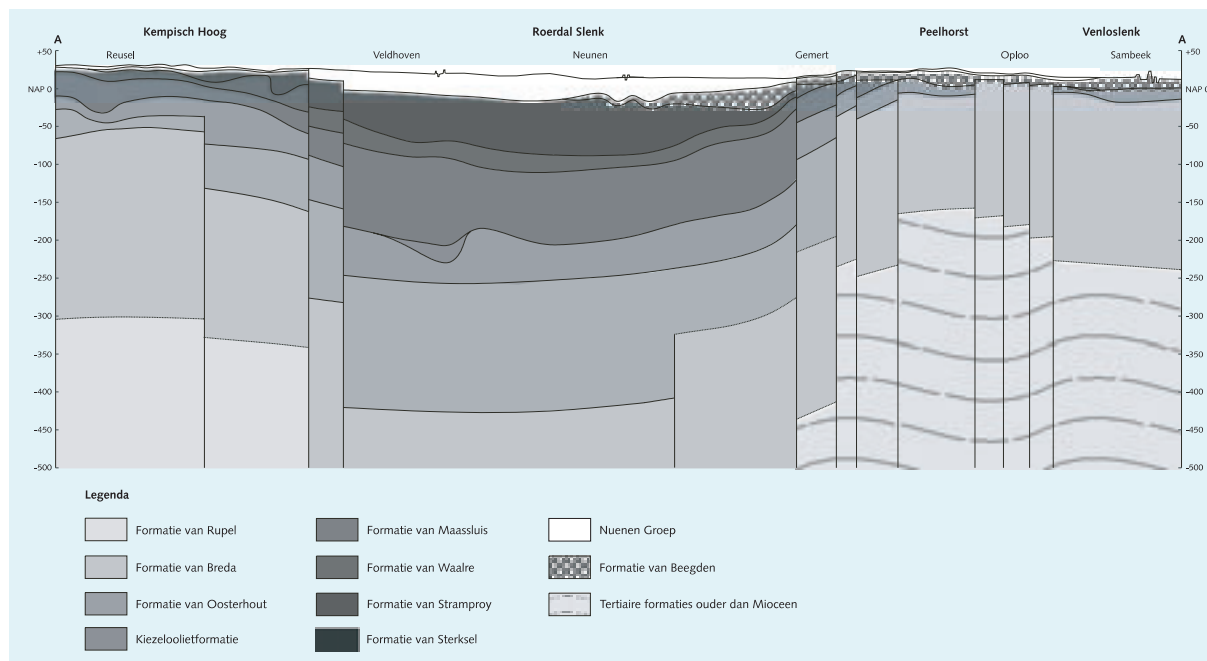 Kempisch Hoog Roerdal Slenk Peelhorst Venloslenk
A A
Reusel Veldhoven Neunen Gemert Oploo Sambeek
+50 +50
NAP 0 NAP 0
-50 -50
-100 -100
-150 -150
-200 -200
-250 -250
-300 -300
-350 -350
-400 -400
-450 -450
-500 -500
Legenda
Formatie van Rupel
Formatie van Breda
Formatie van Oosterhout
Kiezeloolietformatie
Formatie van Maassluis
Formatie van Waalre
Formatie van Stramproy
Formatie van Sterksel
Nuenen Groep
Formatie van Beegden
Tertiaire formaties ouder dan Mioceen